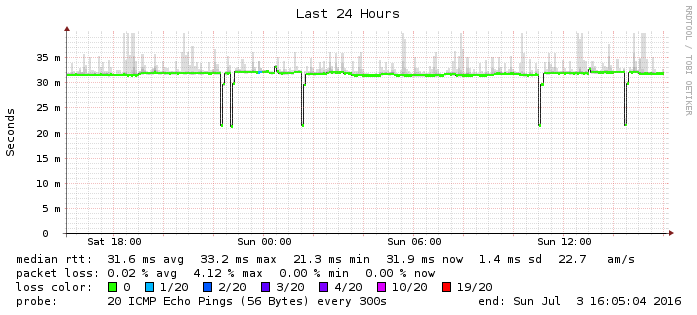 Last 24 Hours
RRDTOOL / TOBI OETIKER
Seconds
35 m
30 m
25 m
20 m
15 m
10 m
5 m
0
Sat 18:00 Sun 00:00 Sun 06:00 Sun 12:00
median rtt: 31.6 ms avg 33.2 ms max 21.3 ms min 31.9 ms now 1.4 ms sd 22.7 am/s
packet loss: 0.02 % avg 4.12 % max 0.00 % min 0.00 % now
loss color: 0 1/20 2/20 3/20 4/20 10/20 19/20
probe: 20 ICMP Echo Pings (56 Bytes) every 300s end: Sun Jul 3 16:05:04 2016